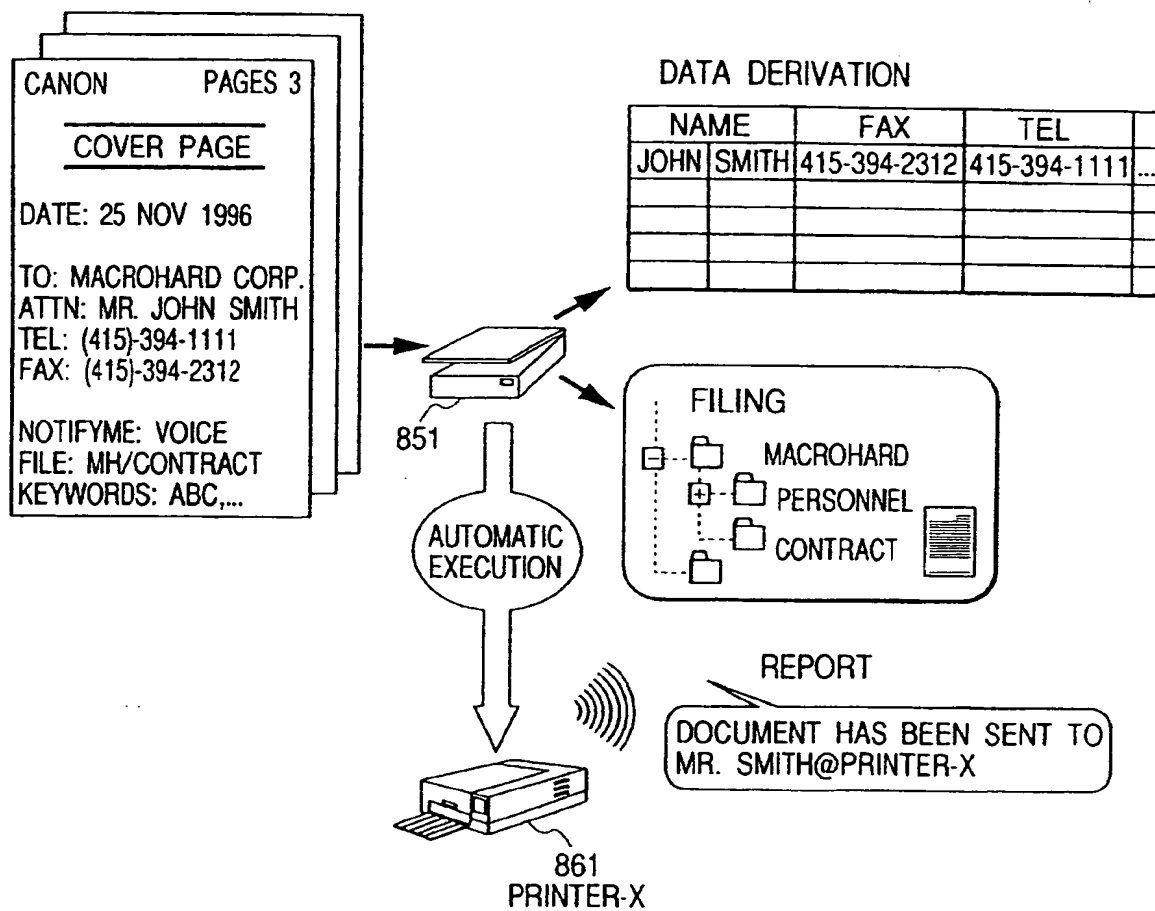 CANON PAGES 3
COVER PAGE
DATE: 25 NOV 1996
TO: MACROHARD CORP.
ATTN: MR. JOHN SMITH
TEL: (415)-394-1111
FAX: (415)-394-2312
NOTIFYME: VOICE
FILE: MH/CONTRACT
KEYWORDS: ABC,...
851
DATA DERIVATION
NAME FAX TEL
JOHN SMITH 415-394-2312 415-394-1111 ...
FILING
MACROHARD
PERSONNEL
CONTRACT
AUTOMATIC
EXECUTION
REPORT
DOCUMENT HAS BEEN SENT TO
MR. SMITH@PRINTER-X
861
PRINTER-X